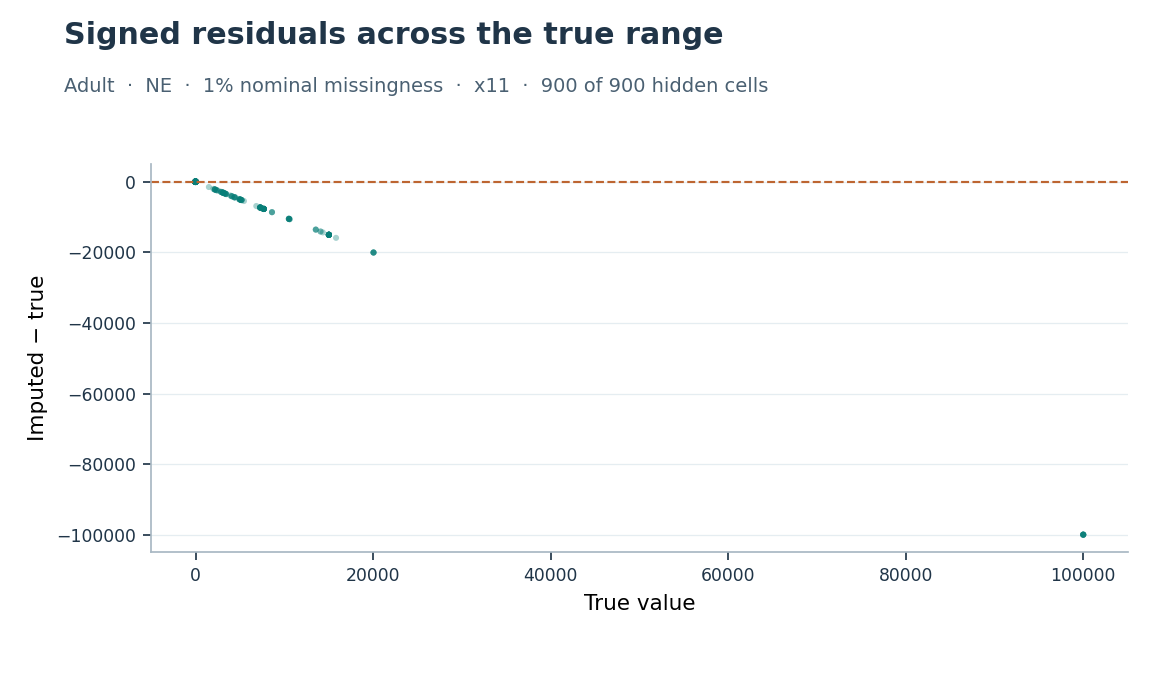 Signed residuals across the true range
Adult · NE · 1% nominal missingness · x11 · 900 of 900 hidden cells
Imputed − true
0
−20000
−40000
−60000
−80000
−100000
0 20000 40000 60000 80000 100000
True value